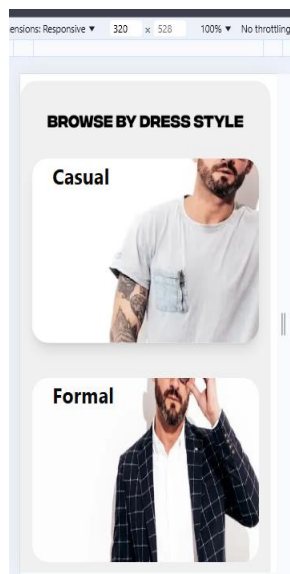 ensions: Responsive ▼ 320 x 528 100% ▼ No throttling
BROWSE BY DRESS STYLE
Casual
Formal